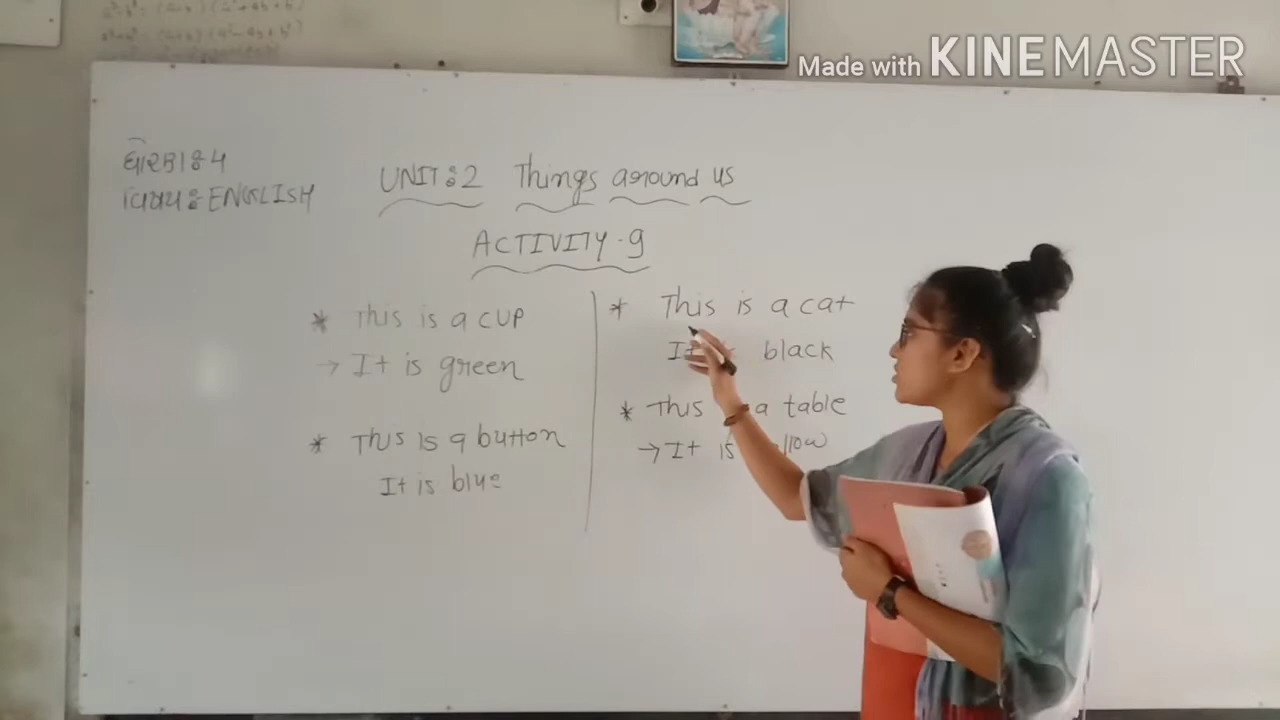 Made with KINEMASTER
ધોરણ : 4
વિષય : ENGLISH
UNIT : 2 Things around us
ACTIVITY - 9
* This is a cup
→ It is green
* This is a button
It is blue
* This is a cat
It black
* This a table
→ It is